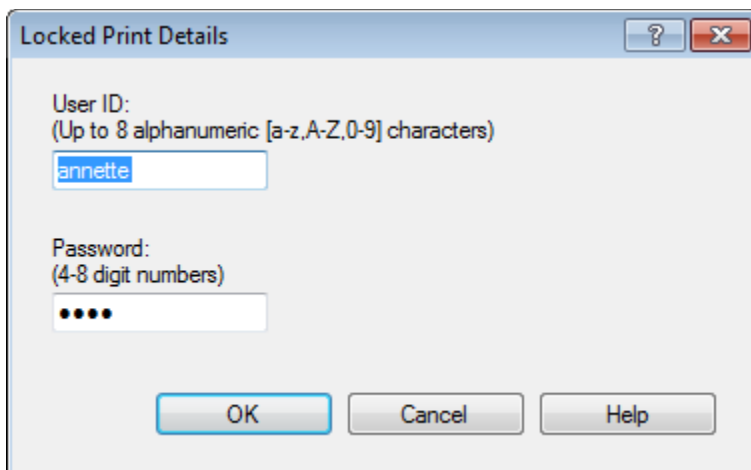 Locked Print Details
User ID:
(Up to 8 alphanumeric [a-z,A-Z,0-9] characters)
annette
Password:
(4-8 digit numbers)
●●●●
OK Cancel Help